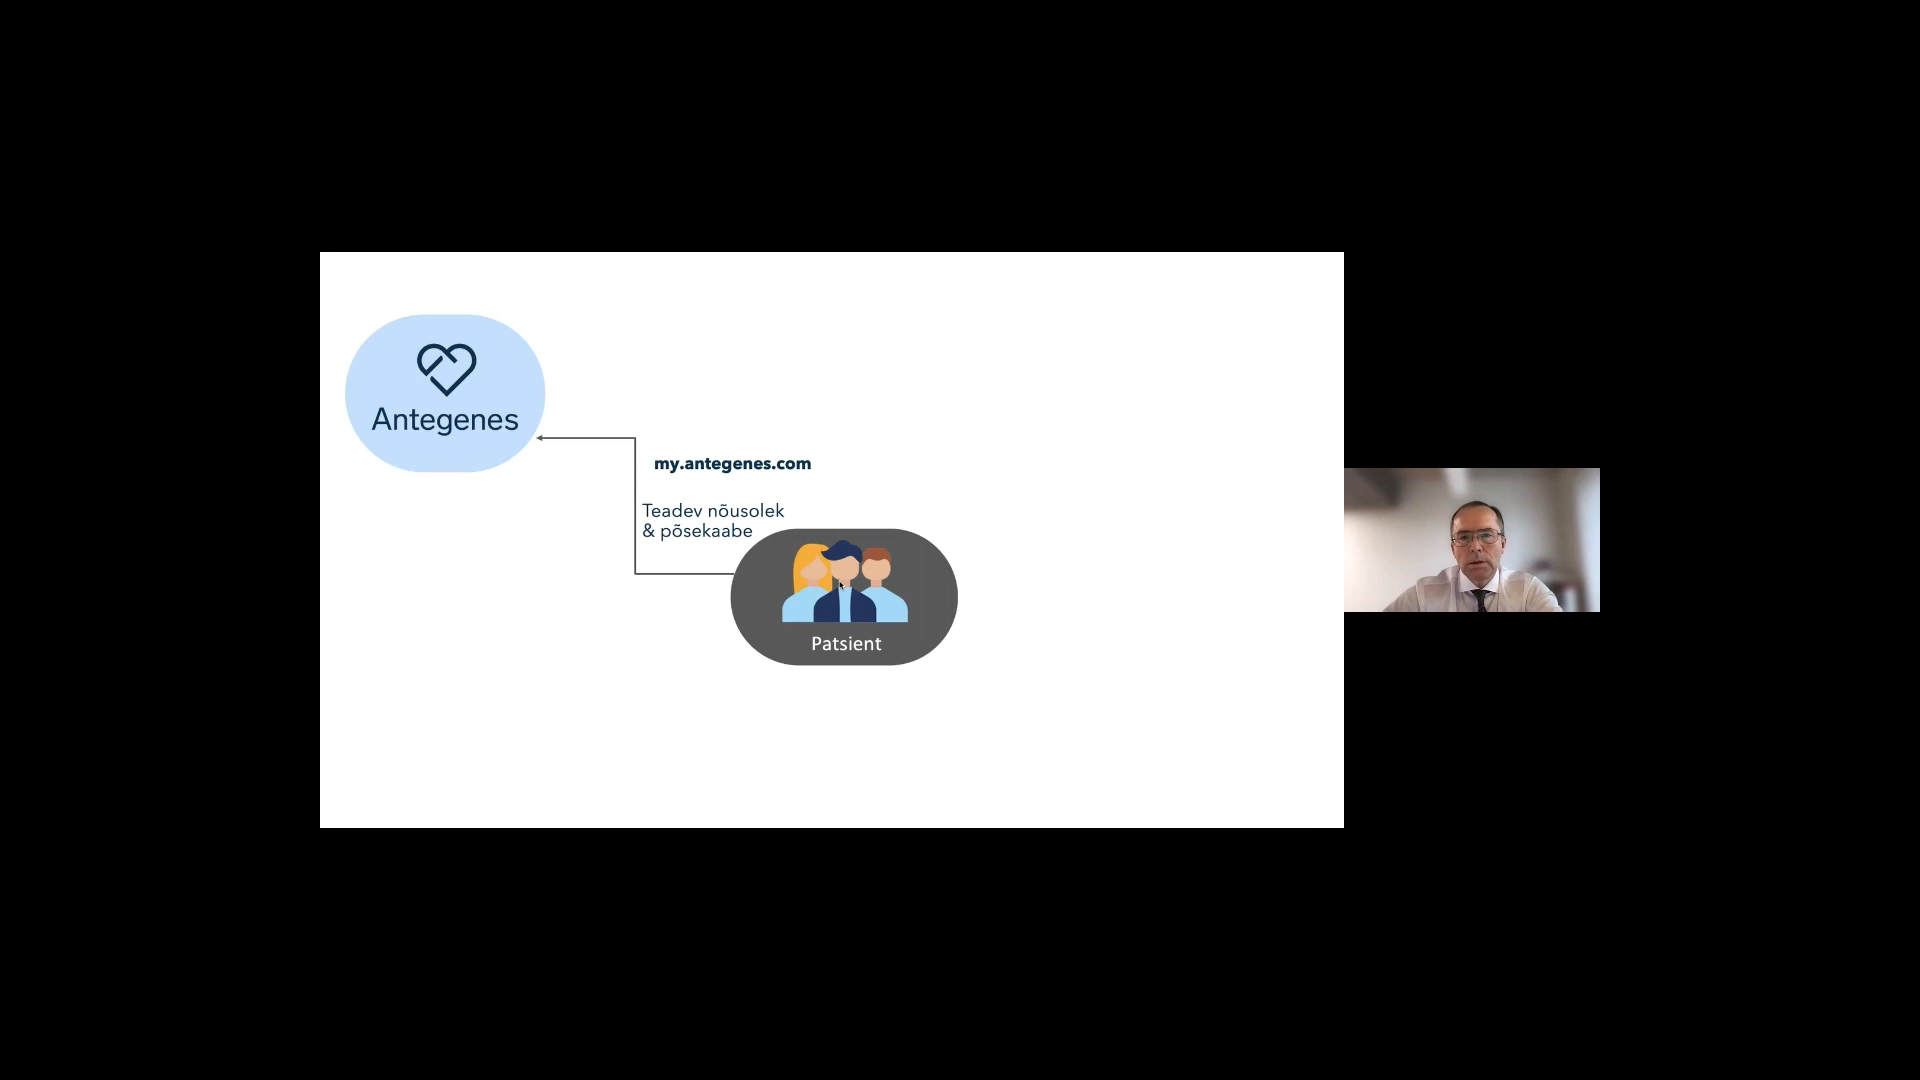 Antegenes
my.antegenes.com
Teadev nõusolek
& põsekaabe
Patsient